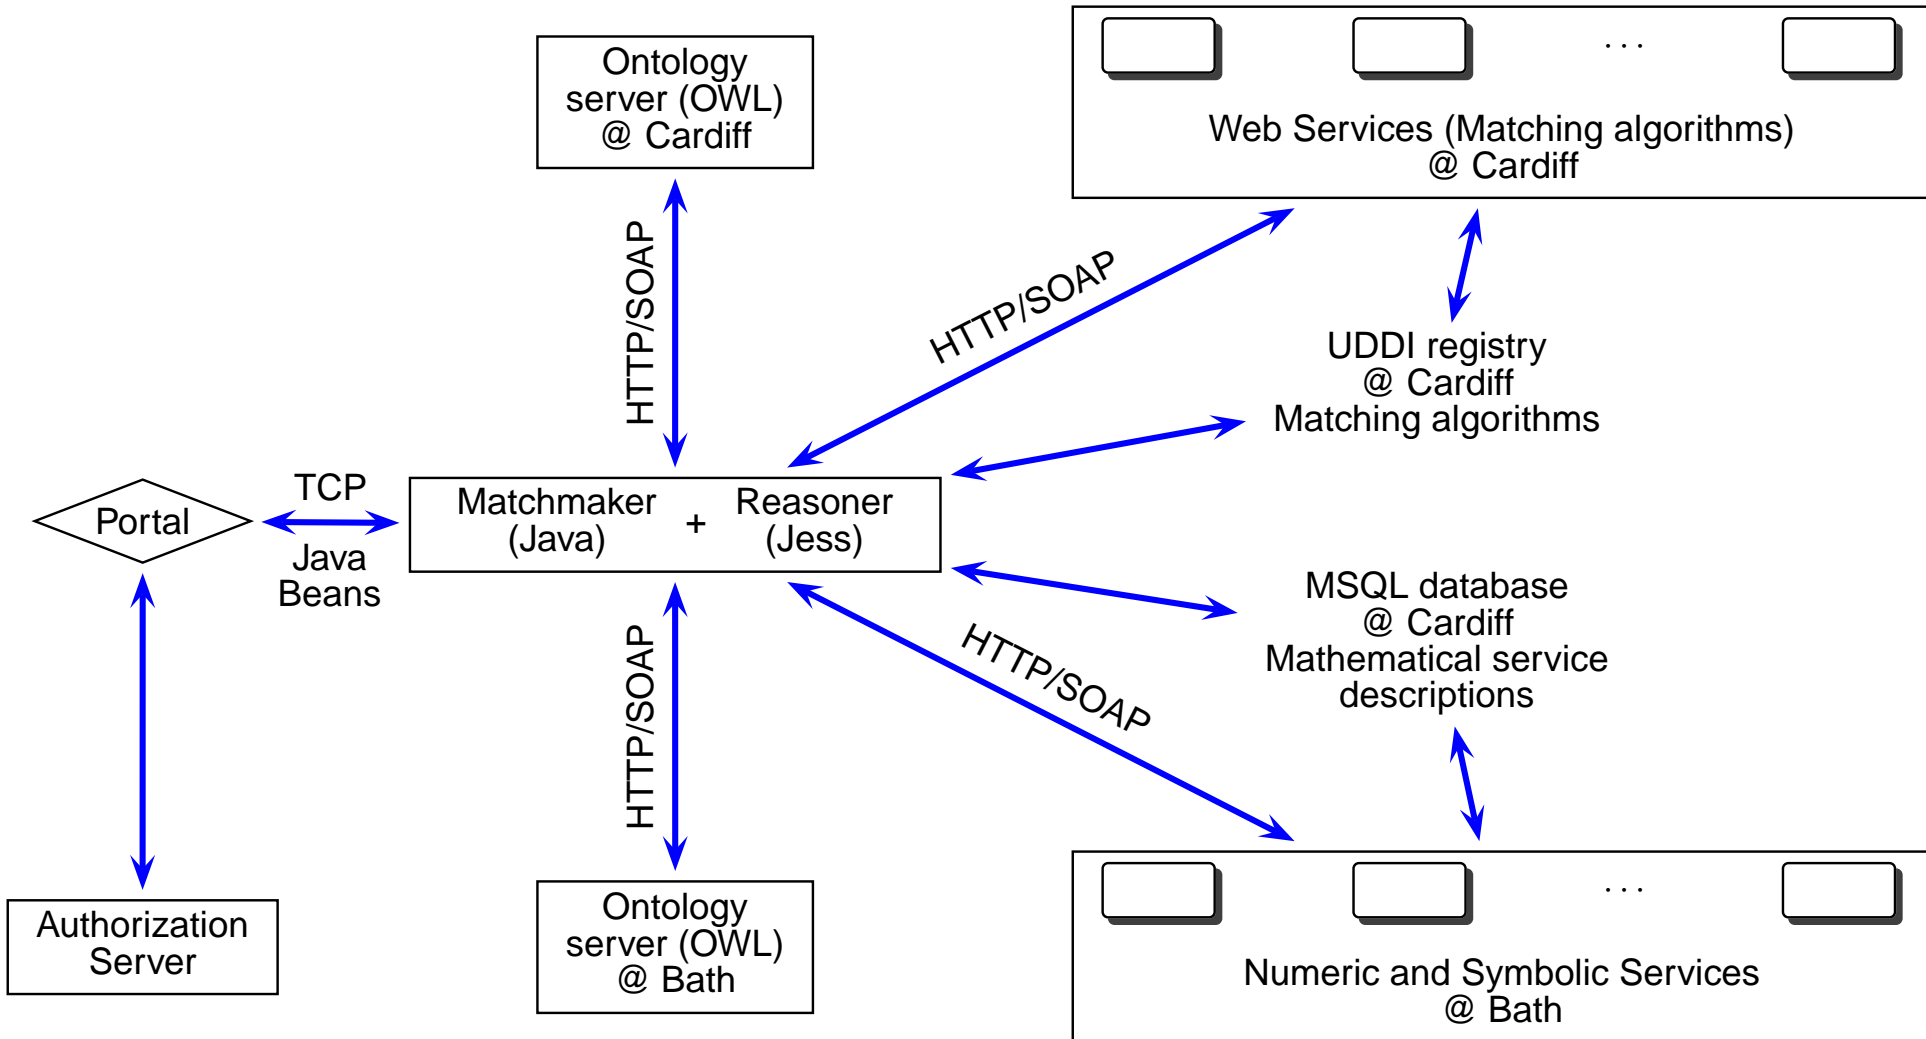 Ontology
server (OWL)
@ Cardiff
. . .
Web Services (Matching algorithms)
@ Cardiff
HTTP/SOAP
HTTP/SOAP
UDDI registry
@ Cardiff
Matching algorithms
Portal
TCP
Java
Beans
Matchmaker
(Java)
+
Reasoner
(Jess)
MSQL database
@ Cardiff
Mathematical service
descriptions
HTTP/SOAP
HTTP/SOAP
Authorization
Server
Ontology
server (OWL)
@ Bath
. . .
Numeric and Symbolic Services
@ Bath